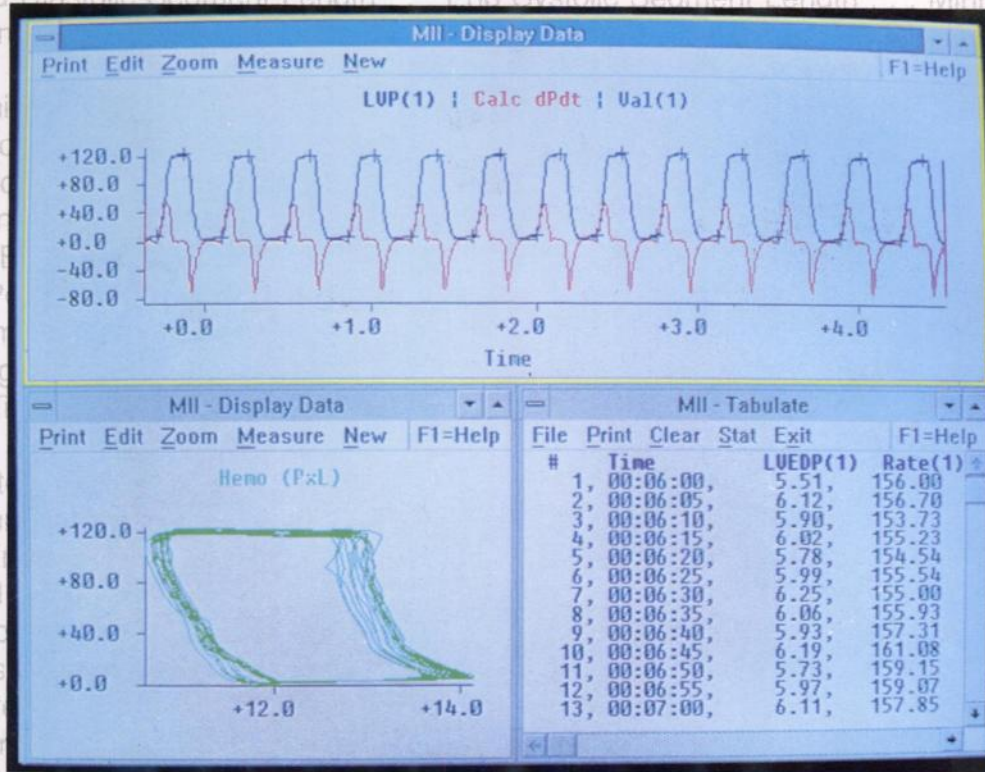 MII - Display Data
Print Edit Zoom Measure New F1=Help
LVP(1) | Calc dPdt | Val(1)
+120.0
+80.0
+40.0
+0.0
-40.0
-80.0
+0.0 +1.0 +2.0 +3.0 +4.0
Time
MII - Display Data
Print Edit Zoom Measure New F1=Help
Hemo (PxL)
+120.0
+80.0
+40.0
+0.0
+12.0 +14.0
MII - Tabulate
File Print Clear Stat Exit F1=Help
# Time LVEDP(1) Rate(1)
1, 00:06:00, 5.51, 156.00
2, 00:06:05, 6.12, 156.70
3, 00:06:10, 5.90, 153.73
4, 00:06:15, 6.02, 155.23
5, 00:06:20, 5.78, 154.54
6, 00:06:25, 5.99, 155.54
7, 00:06:30, 6.25, 155.00
8, 00:06:35, 6.06, 155.93
9, 00:06:40, 5.93, 157.31
10, 00:06:45, 6.19, 161.08
11, 00:06:50, 5.73, 159.15
12, 00:06:55, 5.97, 159.07
13, 00:07:00, 6.11, 157.85